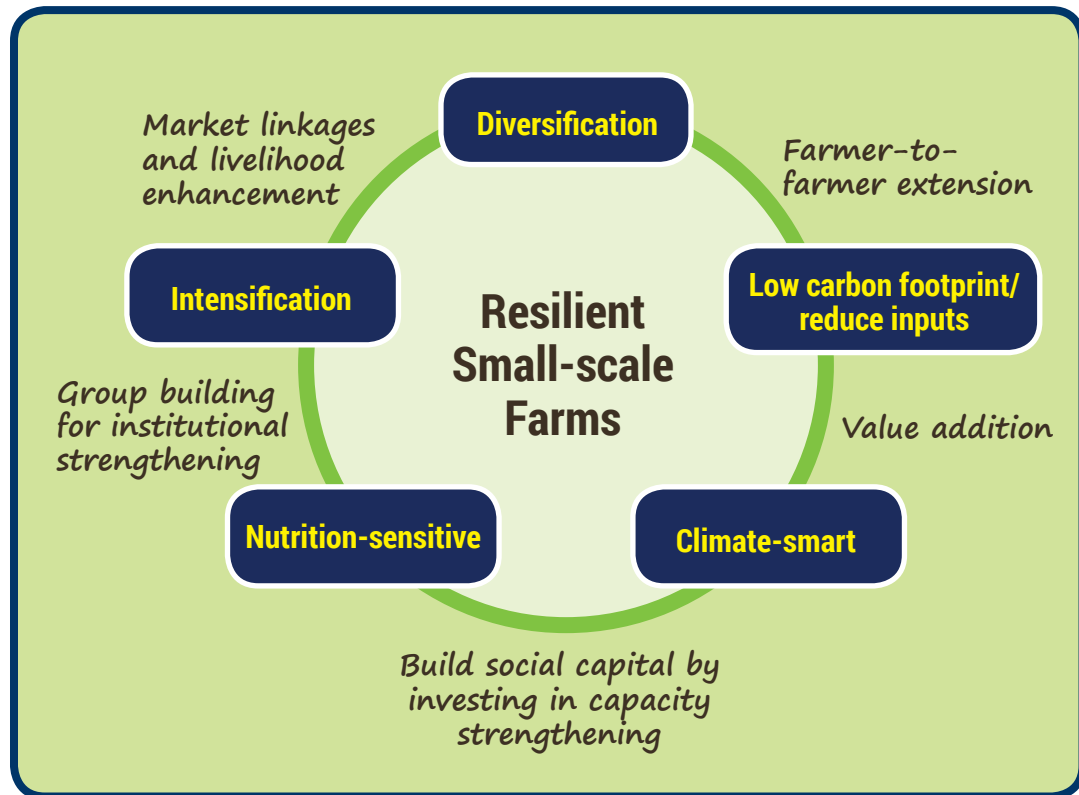 Diversification
Market linkages
and livelihood
enhancement
Farmer-to-
farmer extension
Intensification
Low carbon footprint/
reduce inputs
Resilient
Small-scale
Farms
Group building
for institutional
strengthening
Value addition
Nutrition-sensitive
Climate-smart
Build social capital by
investing in capacity
strengthening